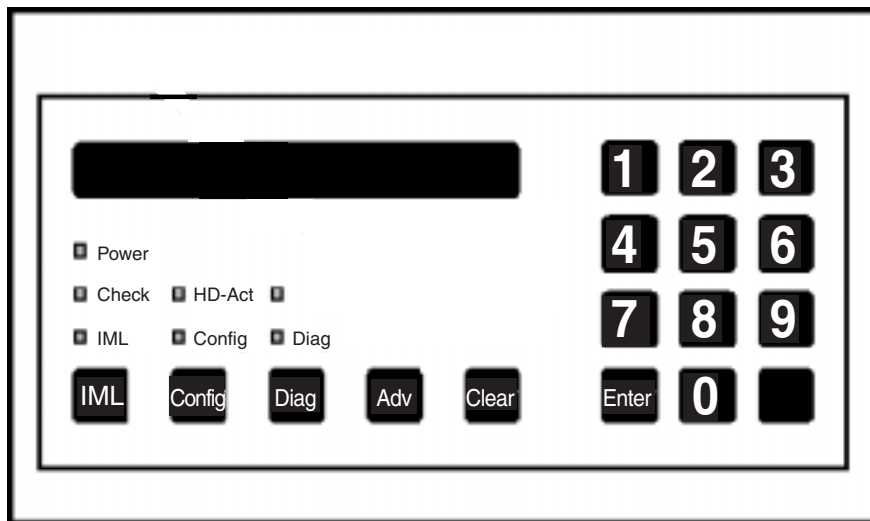 1 2 3
Power
4 5 6
Check HD-Act
IML Config Diag
7 8 9
IML Config Diag Adv Clear Enter 0